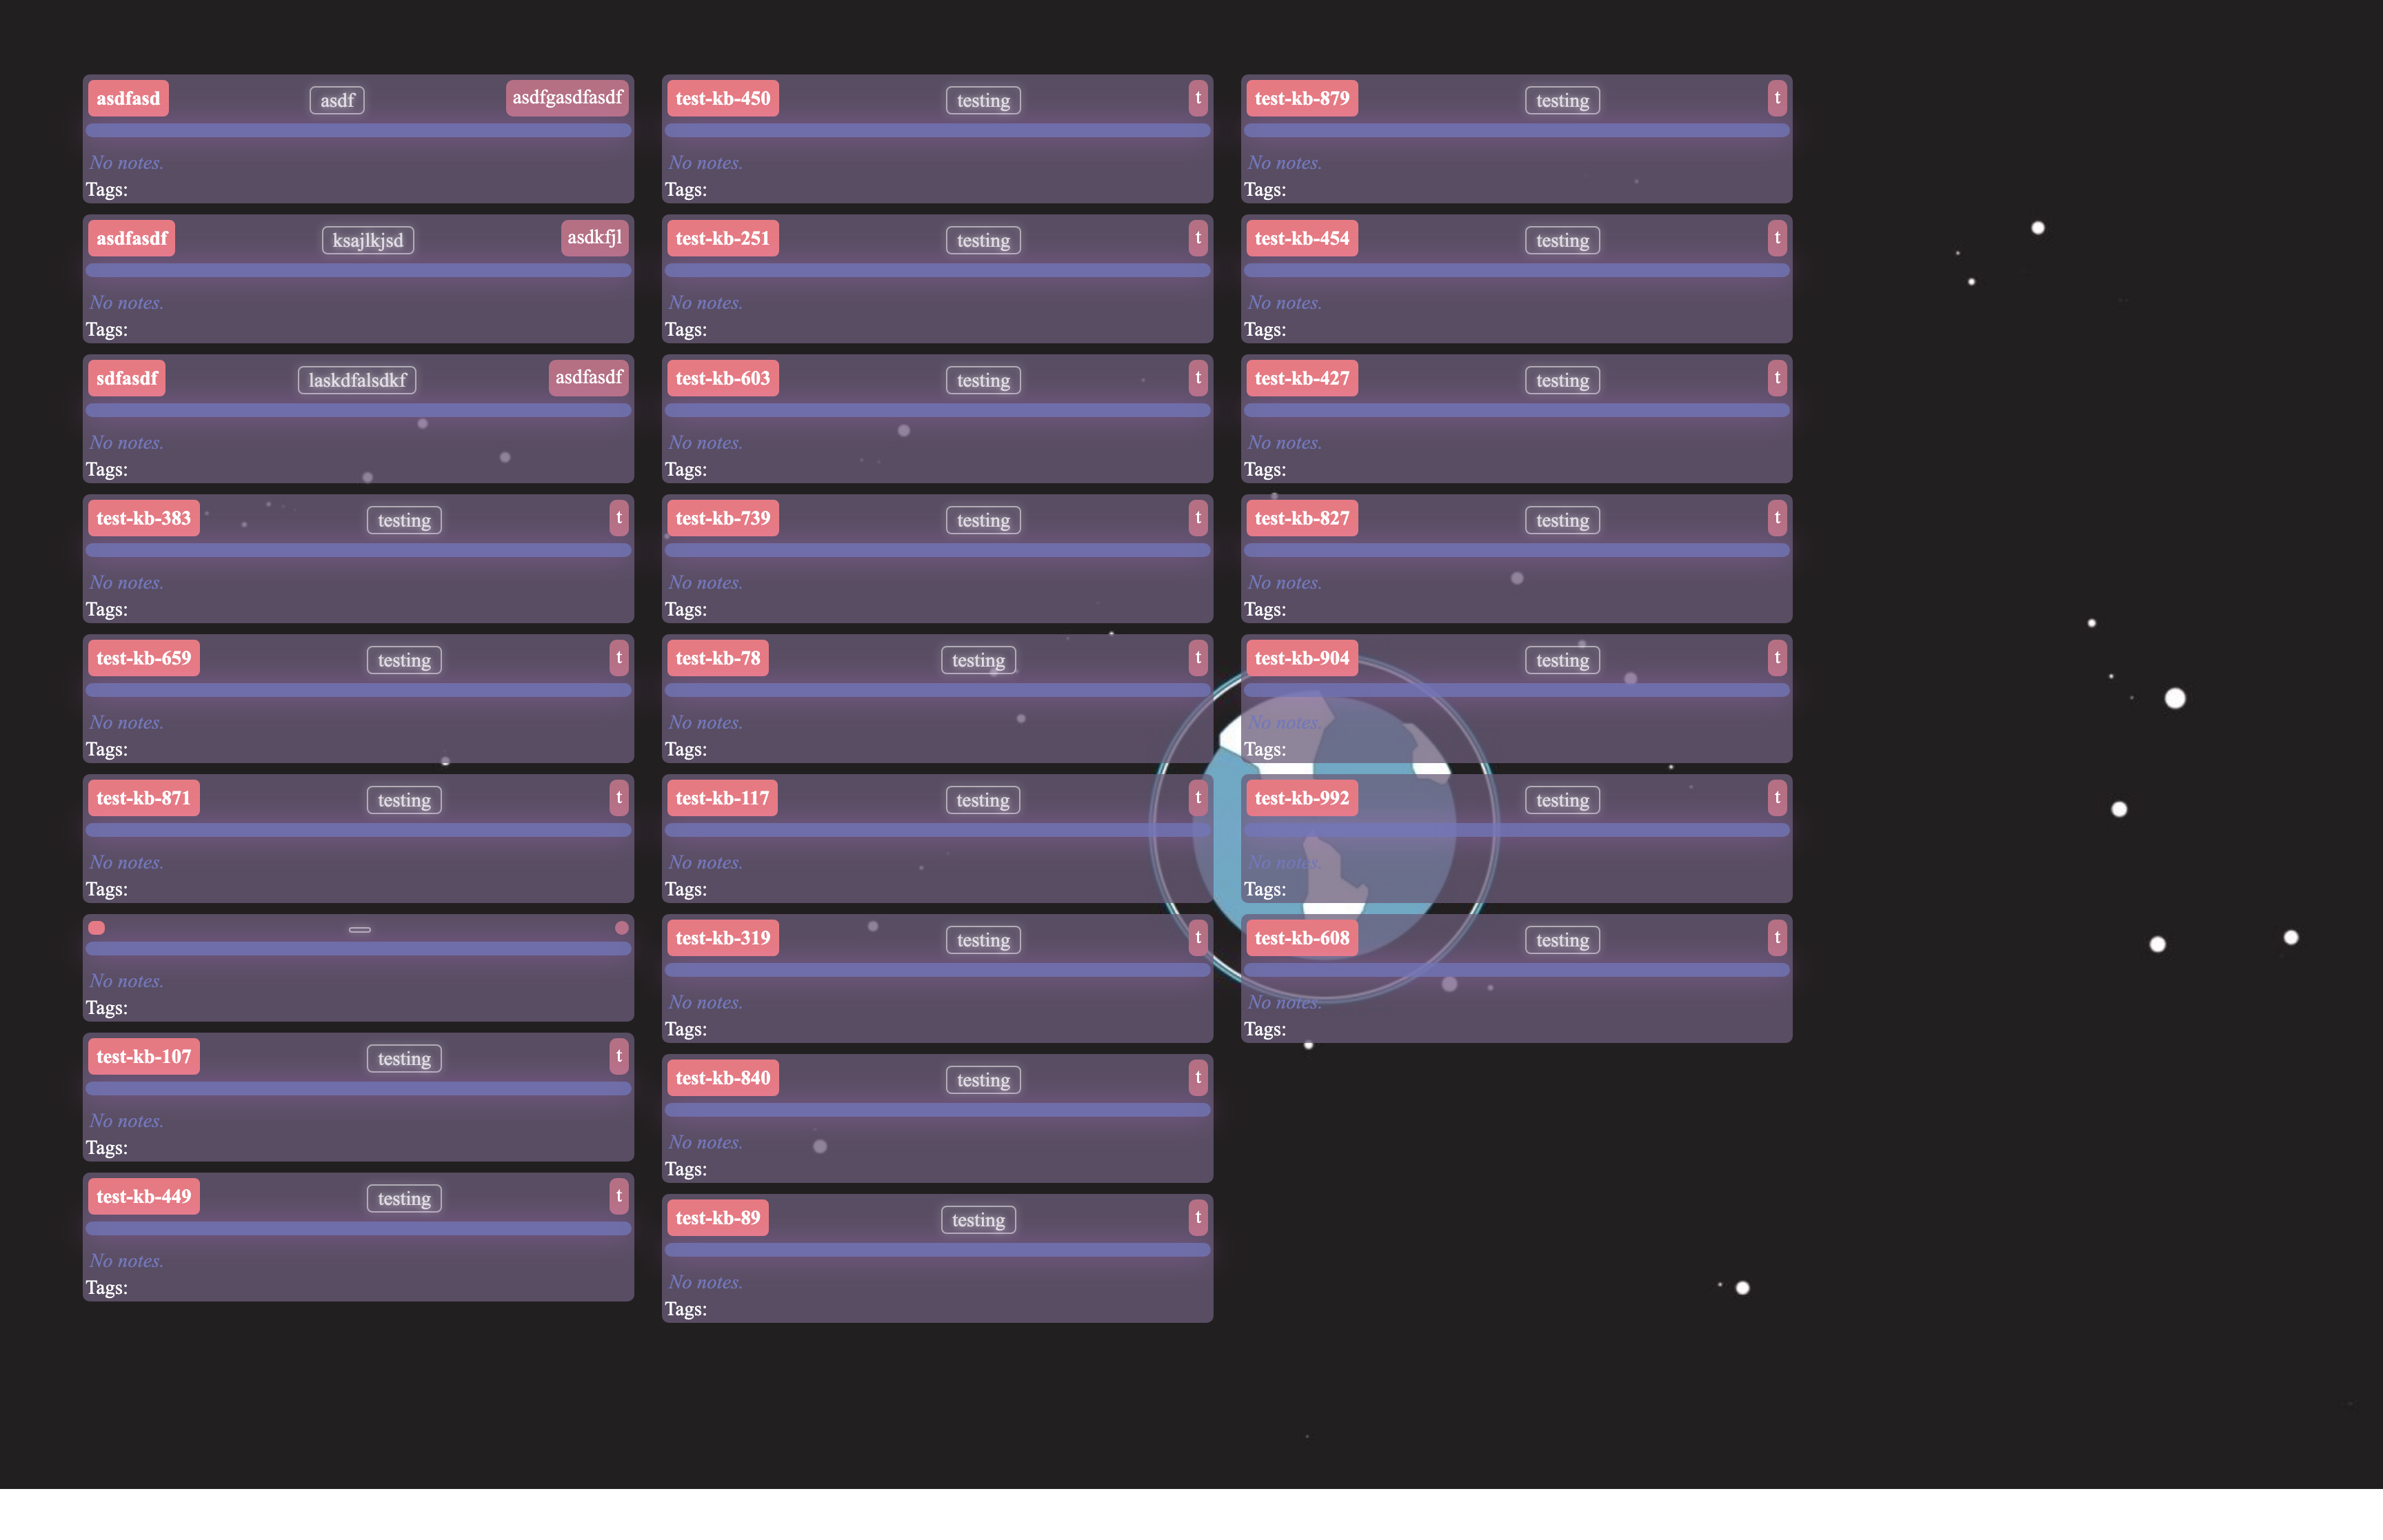 asdfasd asdf asdfgasdfasdf
No notes.
Tags:
asdfasdf ksajlkjsd asdkfjl
No notes.
Tags:
sdfasdf laskdfalsdkf asdfasdf
No notes.
Tags:
test-kb-383 testing t
No notes.
Tags:
test-kb-659 testing t
No notes.
Tags:
test-kb-871 testing t
No notes.
Tags:
No notes.
Tags:
test-kb-107 testing t
No notes.
Tags:
test-kb-449 testing t
No notes.
Tags:
test-kb-450 testing t
No notes.
Tags:
test-kb-251 testing t
No notes.
Tags:
test-kb-603 testing t
No notes.
Tags:
test-kb-739 testing t
No notes.
Tags:
test-kb-78 testing t
No notes.
Tags:
test-kb-117 testing t
No notes.
Tags:
test-kb-319 testing t
No notes.
Tags:
test-kb-840 testing t
No notes.
Tags:
test-kb-89 testing t
No notes.
Tags:
test-kb-879 testing t
No notes.
Tags:
test-kb-454 testing t
No notes.
Tags:
test-kb-427 testing t
No notes.
Tags:
test-kb-827 testing t
No notes.
Tags:
test-kb-904 testing t
No notes.
Tags:
test-kb-992 testing t
No notes.
Tags:
test-kb-608 testing t
No notes.
Tags: